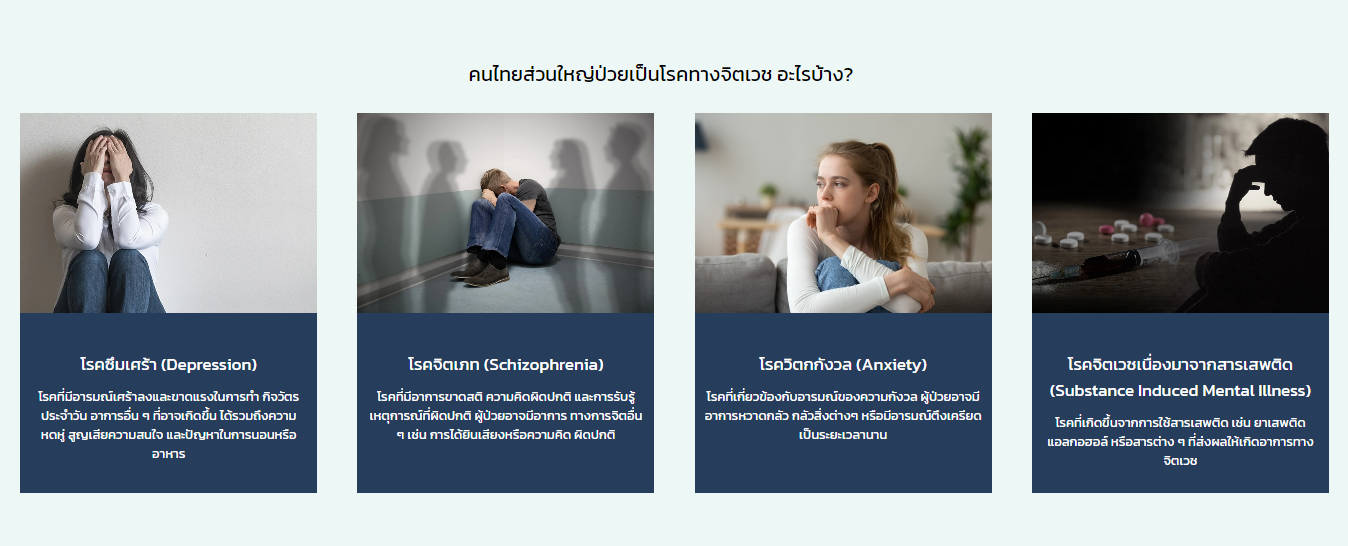 คนไทยส่วนใหญ่ป่วยเป็นโรคทางจิตเวช อะไรบ้าง?
โรคซึมเศร้า (Depression)
โรคที่มีอารมณ์เศร้าลงและขาดแรงในการทำ กิจวัตร
ประจำวัน อาการอื่น ๆ ที่อาจเกิดขึ้น ได้รวมถึงความ
หดหู่ สูญเสียความสนใจ และปัญหาในการนอนหรือ
อาหาร
โรคจิตเภท (Schizophrenia)
โรคที่มีอาการขาดสติ ความคิดผิดปกติ และการรับรู้
เหตุการณ์ที่ผิดปกติ ผู้ป่วยอาจมีอาการ ทางการจิตอื่น
ๆ เช่น การได้ยินเสียงหรือความคิด ผิดปกติ
โรควิตกกังวล (Anxiety)
โรคที่เกี่ยวข้องกับอารมณ์ของความกังวล ผู้ป่วยอาจมี
อาการหวาดกลัว กลัวสิ่งต่างๆ หรือมีอารมณ์ตึงเครียด
เป็นระยะเวลานาน
โรคจิตเวชเนื่องมาจากสารเสพติด
(Substance Induced Mental Illness)
โรคที่เกิดขึ้นจากการใช้สารเสพติด เช่น ยาเสพติด
แอลกอฮอล์ หรือสารต่าง ๆ ที่ส่งผลให้เกิดอาการทาง
จิตเวช